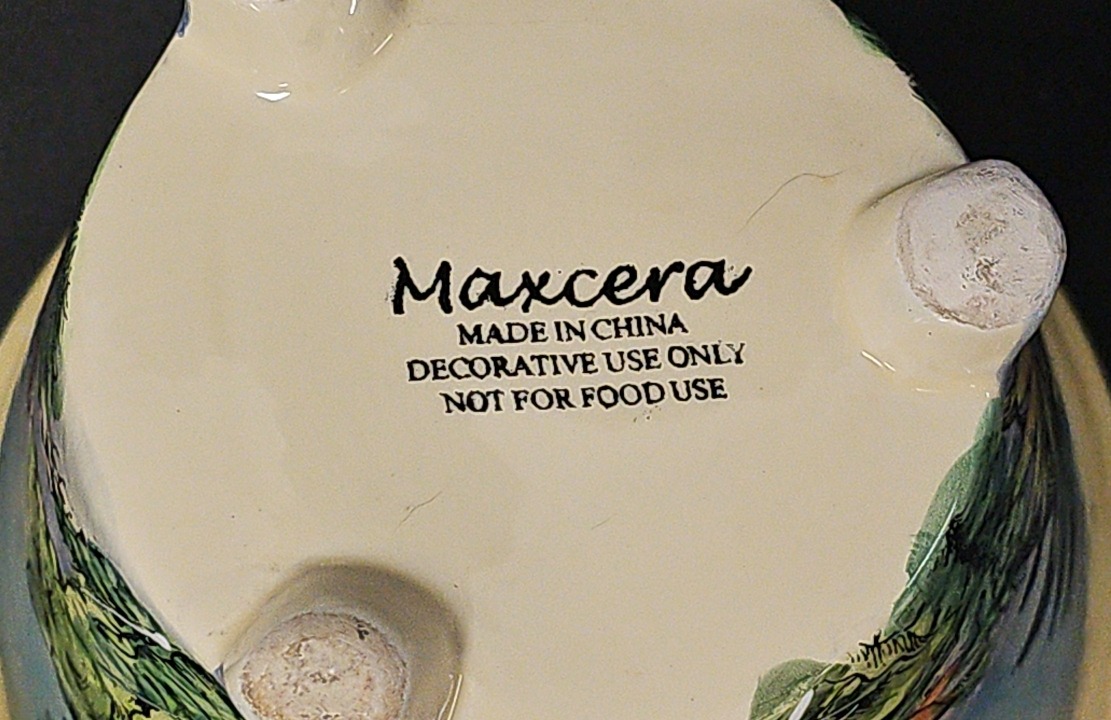 Maxcera
MADE IN CHINA
DECORATIVE USE ONLY
NOT FOR FOOD USE